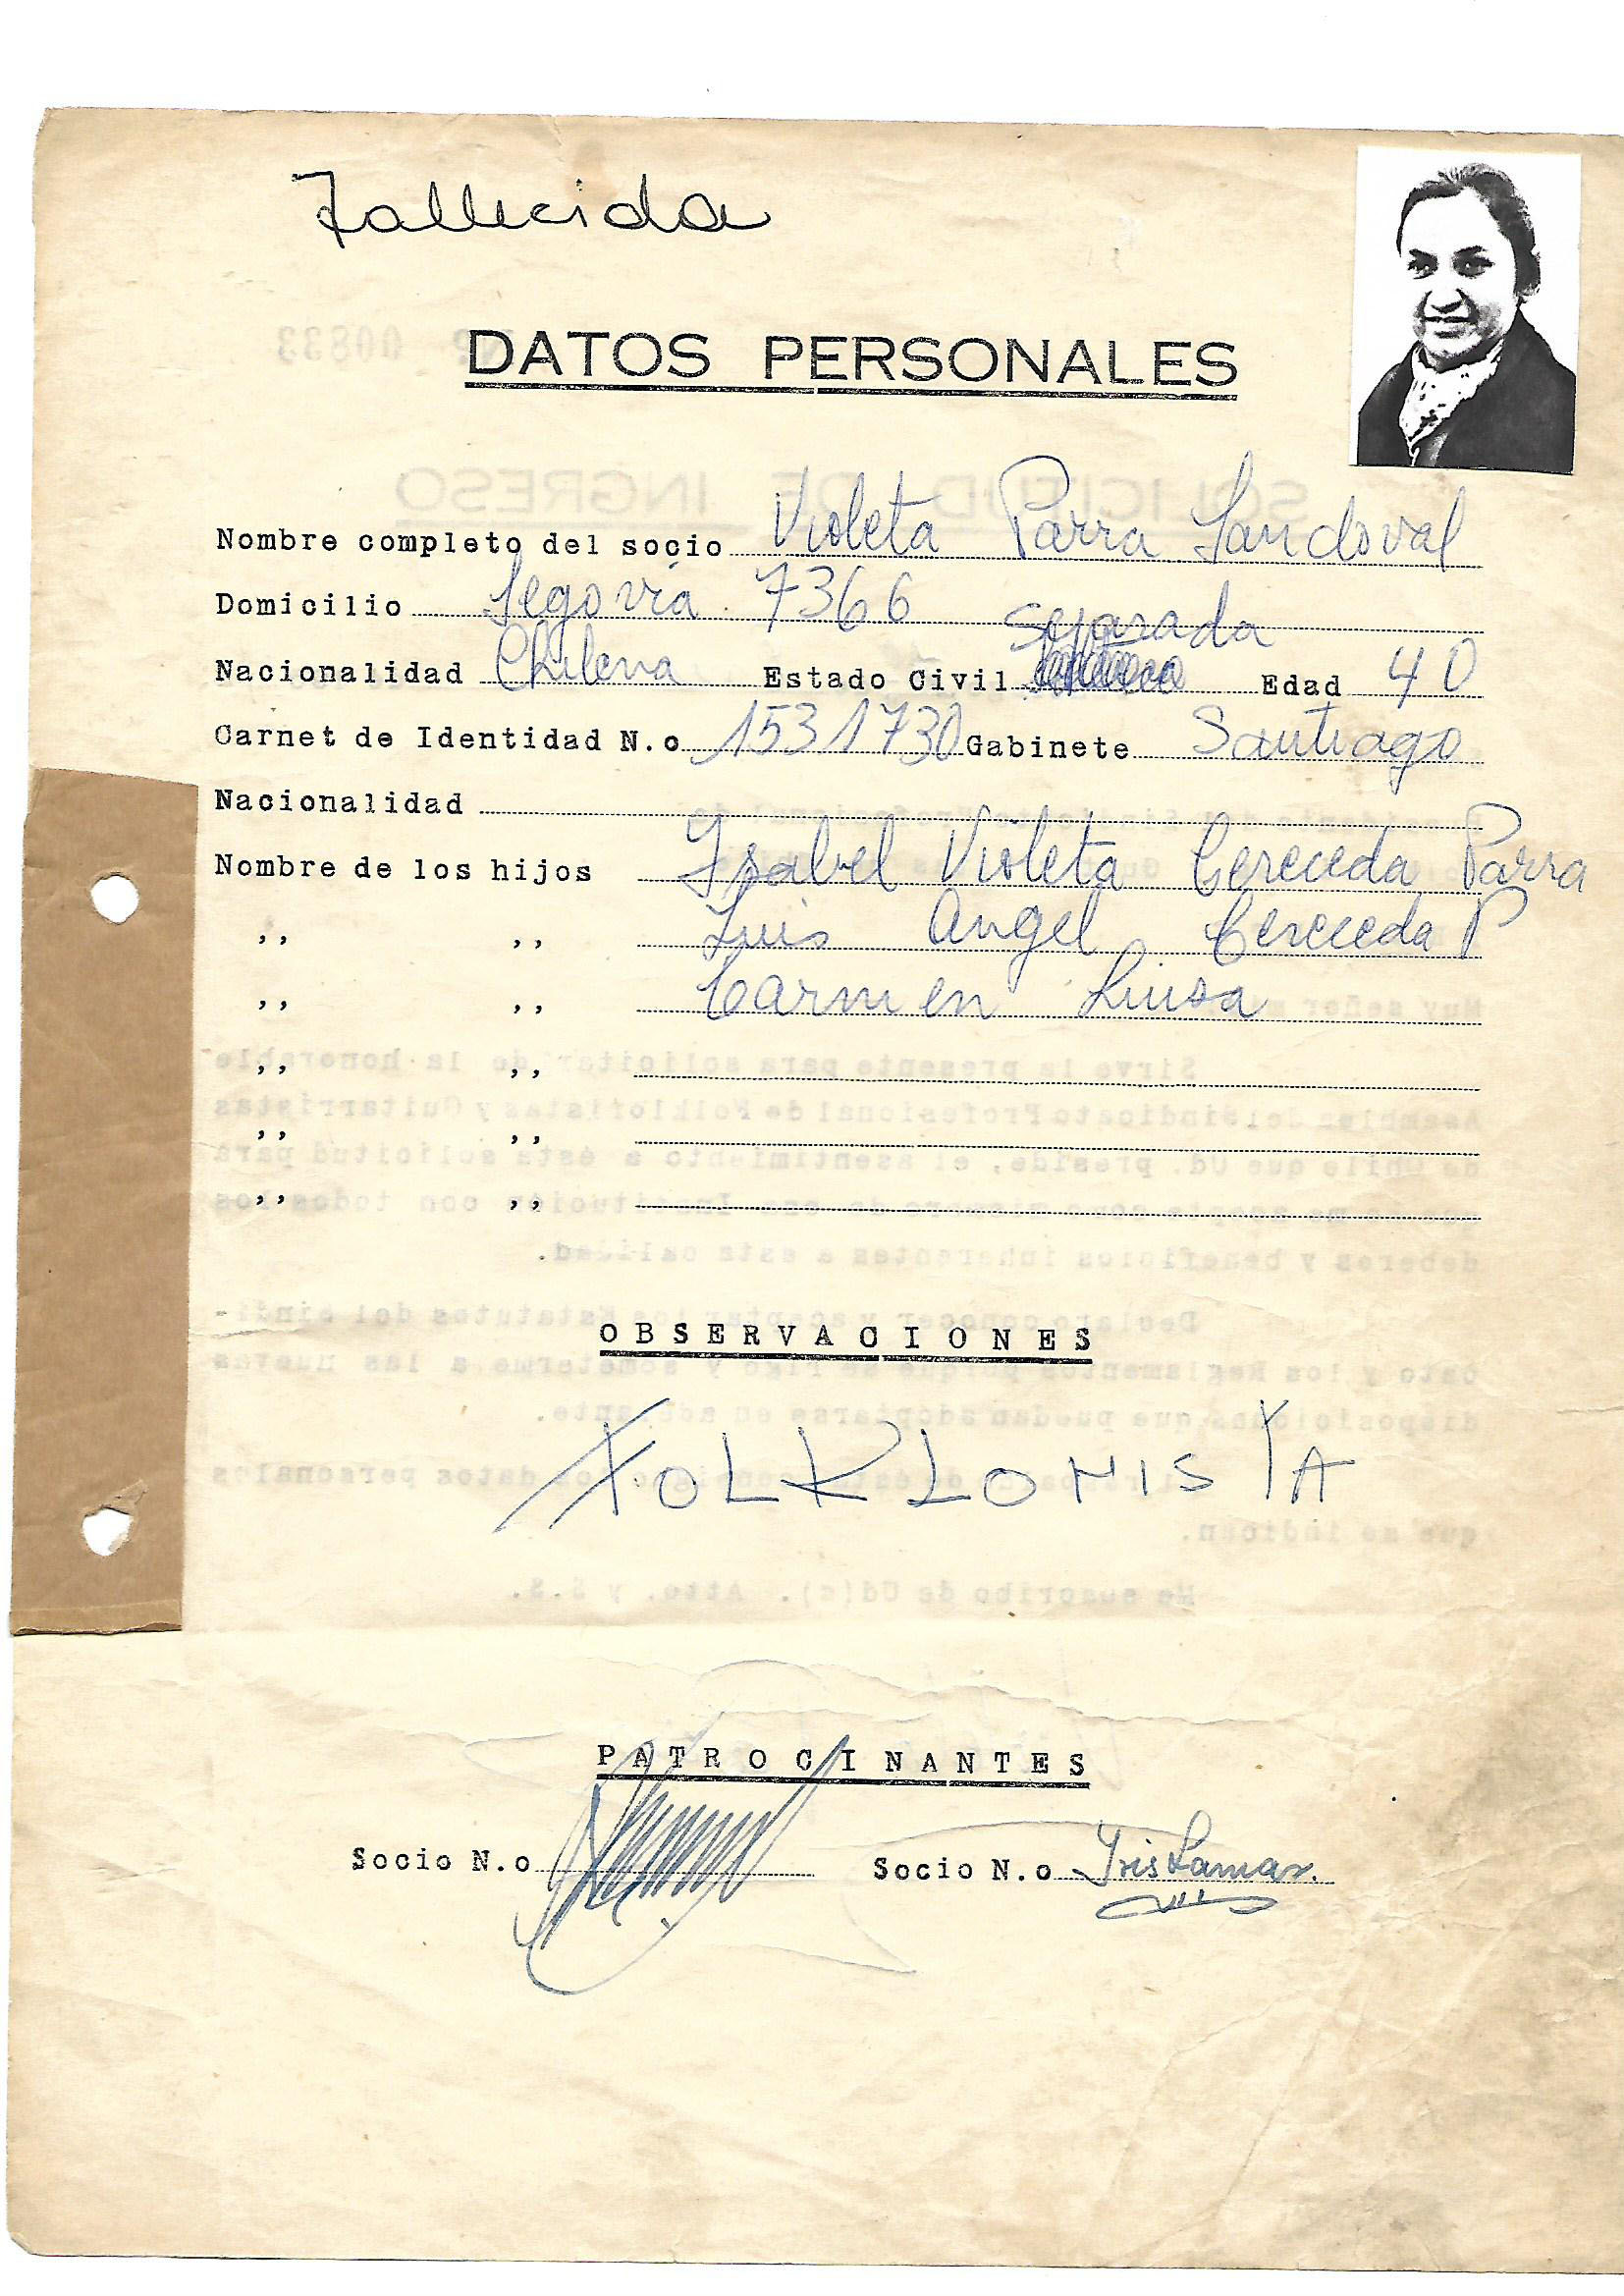 Fallecida
DATOS PERSONALES
Nombre completo del socio Violeta Parra Sandoval
Domicilio Segovia 7366
Separada
Nacionalidad Chilena Estado Civil Edad 40
Carnet de Identidad N.o 1531730 Gabinete Santiago
Nacionalidad
Nombre de los hijos Ysabel Violeta Cereceda Parra
,, ,, Luis Angel Cereceda P
,, ,, Carmen Luisa
,, ,,
,, ,,
,, ,,
OBSERVACIONES
FOLKLORISTA
PATROCINANTES
Socio N.o Socio N.o Iris Lamar.